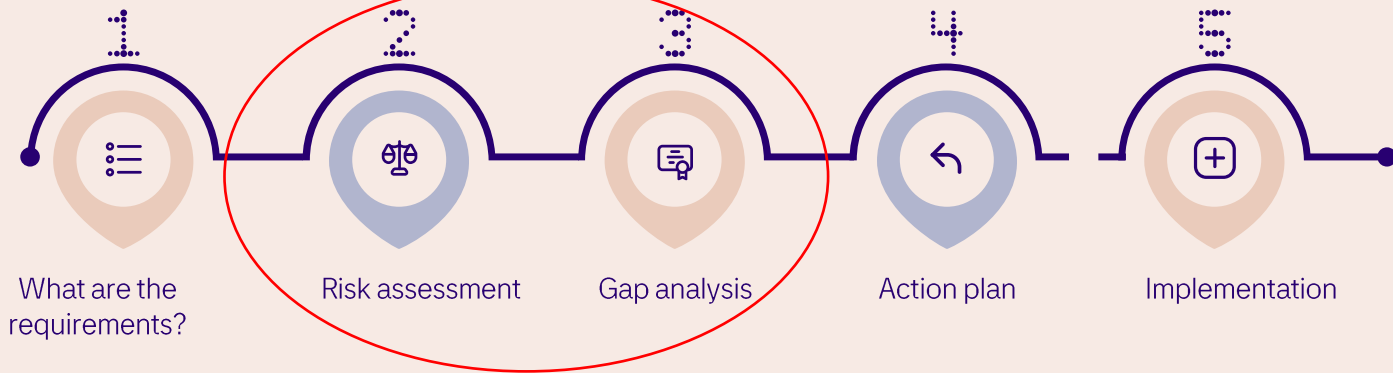 1
2
3
4
5
What are the
requirements?
Risk assessment
Gap analysis
Action plan
Implementation